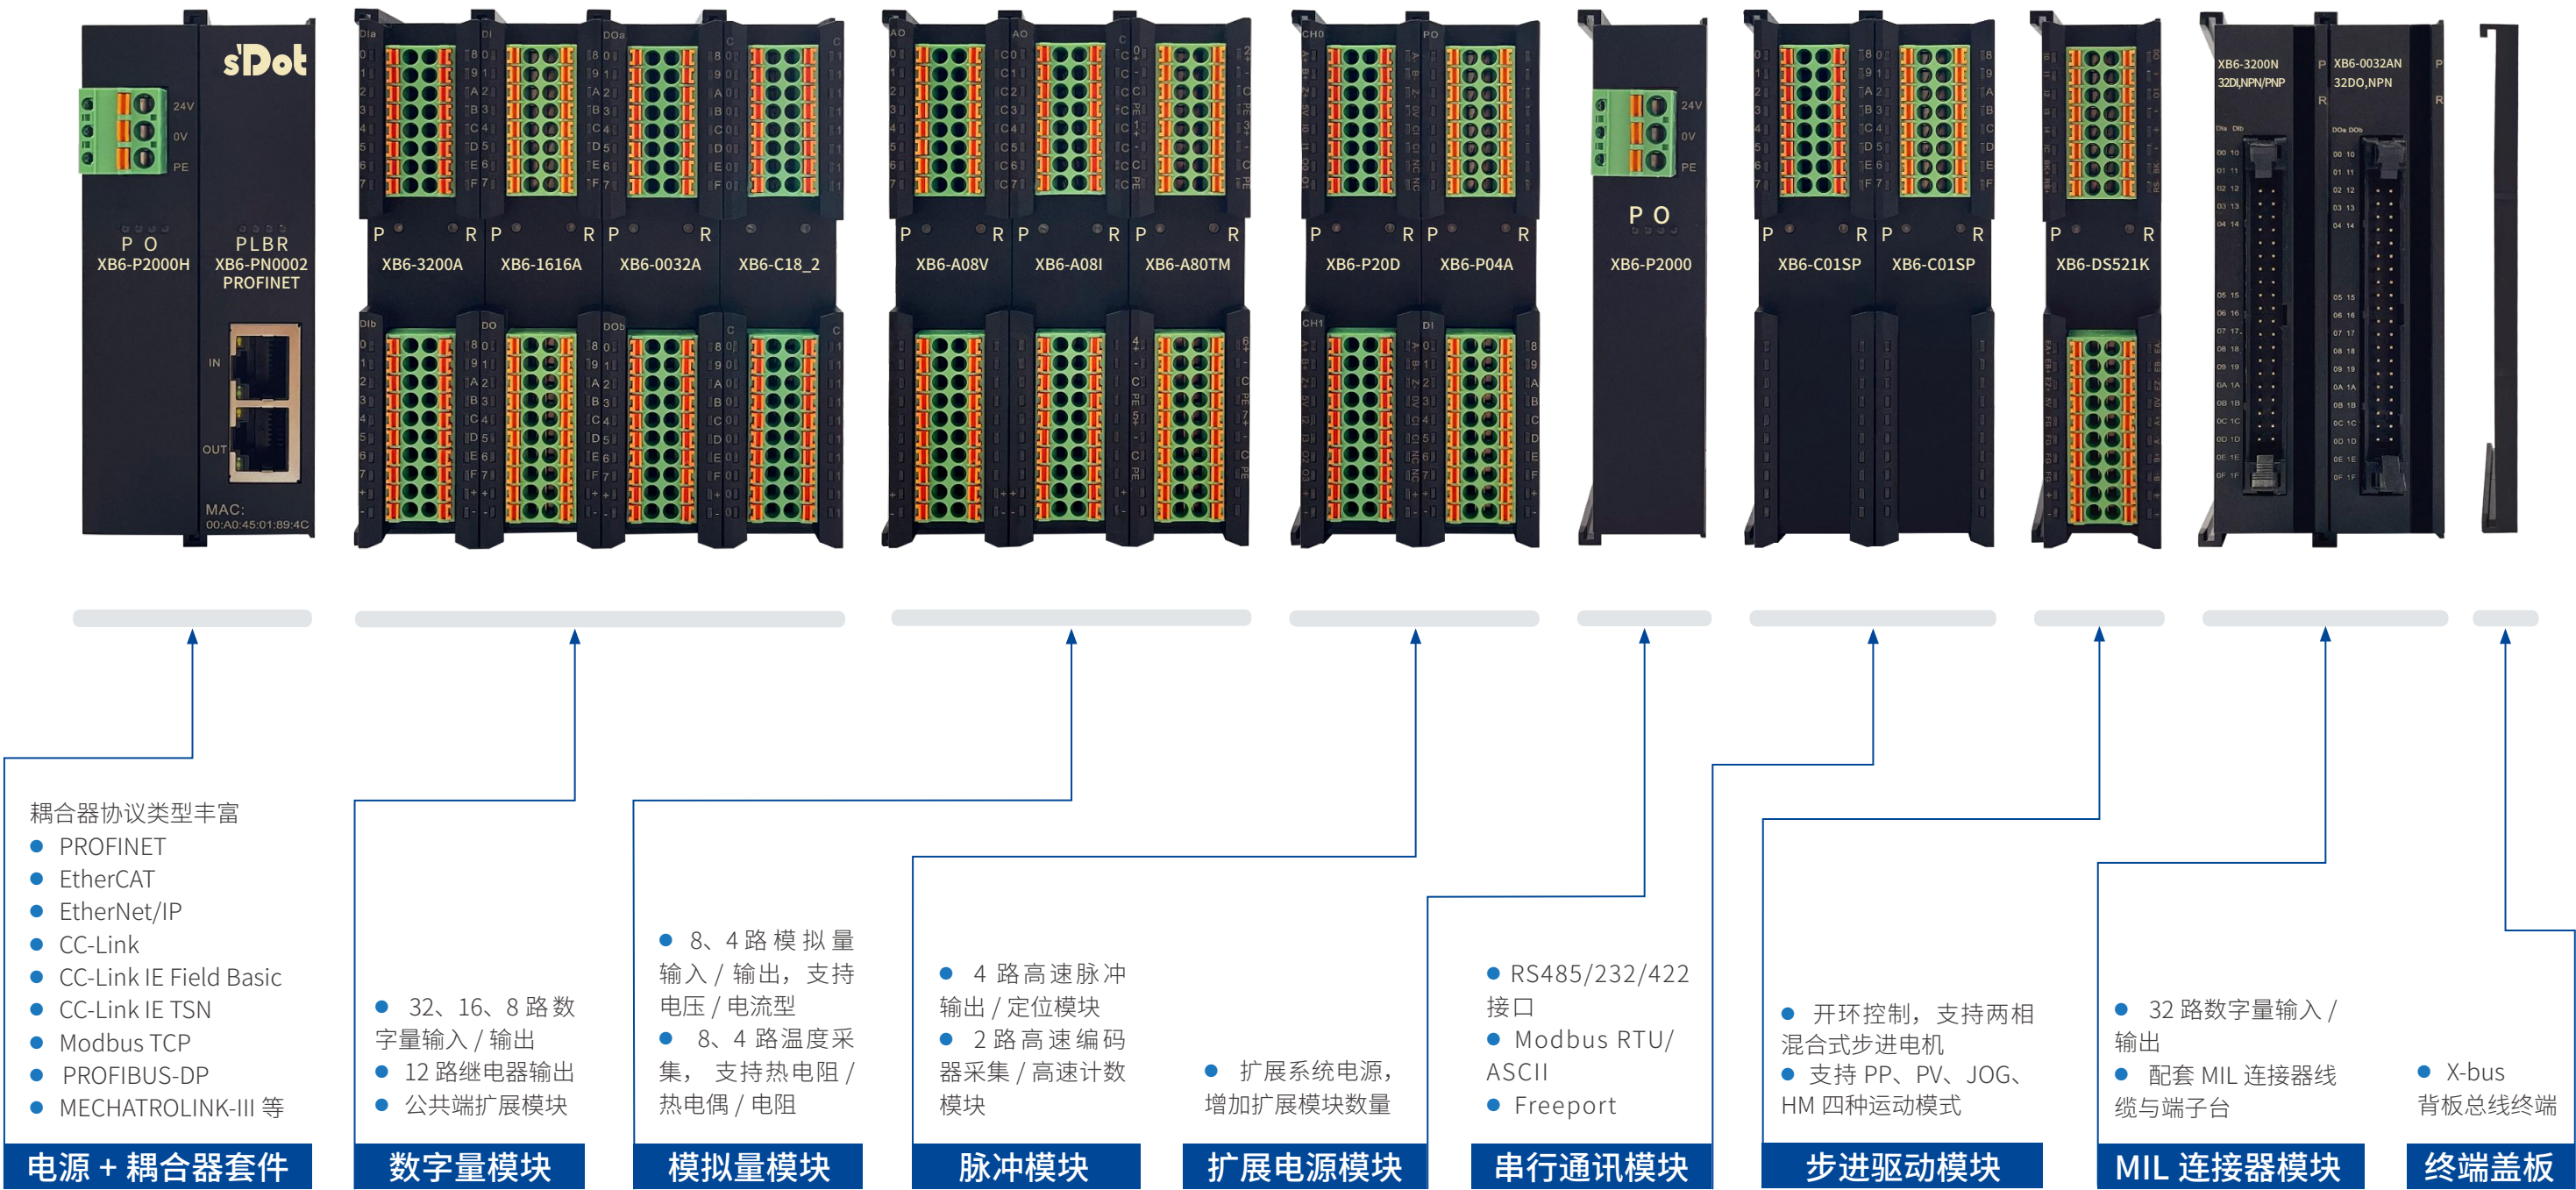 s'Dot
24V
0V
PE
P O
XB6-P2000H
PLBR
XB6-PN0002
PROFINET
IN
OUT
MAC:
00:A0:45:01:89:4C
P R P R P R
XB6-3200A
XB6-1616A
XB6-0032A
XB6-C18_2
P R P R P R
XB6-A08V
XB6-A08I
XB6-A80TM
P R P R
XB6-P20D
XB6-P04A
24V
0V
PE
P O
XB6-P2000
P R P R
XB6-C01SP
XB6-C01SP
P R
XB6-DS521K
XB6-3200N
32DI,NPN/PNP
P
R
XB6-0032AN
32DO,NPN
P
R
耦合器协议类型丰富
● PROFINET
● EtherCAT
● EtherNet/IP
● CC-Link
● CC-Link IE Field Basic
● CC-Link IE TSN
● Modbus TCP
● PROFIBUS-DP
● MECHATROLINK-III 等
电源 + 耦合器套件
● 32、16、8 路数
字量输入 / 输出
● 12 路继电器输出
● 公共端扩展模块
数字量模块
● 8、4 路模拟量
输入 / 输出，支持
电压 / 电流型
● 8、4 路温度采
集， 支持热电阻 /
热电偶 / 电阻
模拟量模块
● 4 路高速脉冲
输出 / 定位模块
● 2 路高速编码
器采集 / 高速计数
模块
脉冲模块
● 扩展系统电源，
增加扩展模块数量
扩展电源模块
● RS485/232/422
接口
● Modbus RTU/
ASCII
● Freeport
串行通讯模块
● 开环控制，支持两相
混合式步进电机
● 支持 PP、PV、JOG、
HM 四种运动模式
步进驱动模块
● 32 路数字量输入 /
输出
● 配套 MIL 连接器线
缆与端子台
MIL 连接器模块
● X-bus
背板总线终端
终端盖板